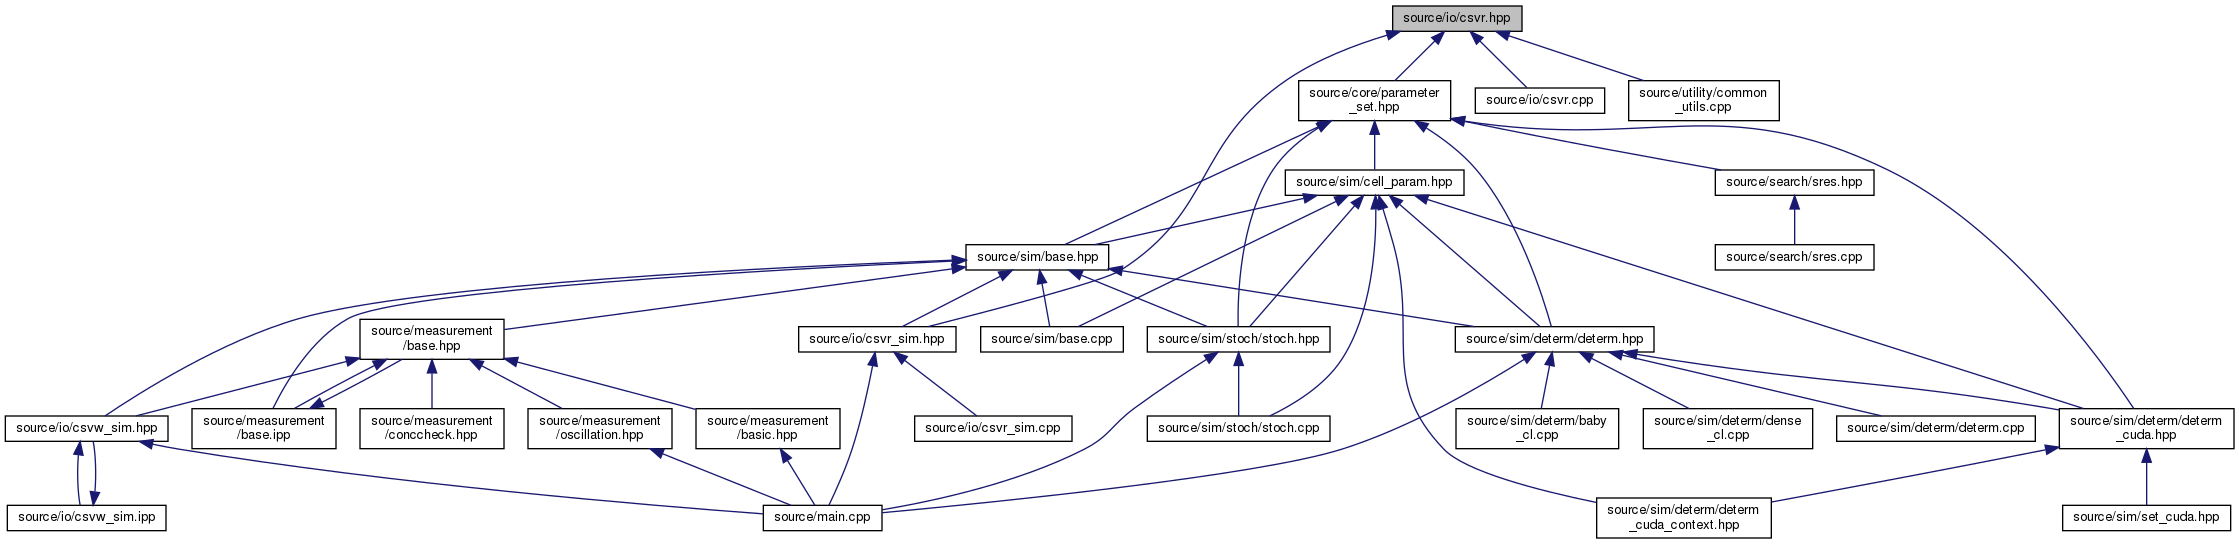 source/io/csvr.hpp
source/core/parameter
_set.hpp
source/io/csvr.cpp
source/utility/common
_utils.cpp
source/sim/cell_param.hpp
source/search/sres.hpp
source/sim/base.hpp
source/search/sres.cpp
source/measurement
/base.hpp
source/io/csvr_sim.hpp
source/sim/base.cpp
source/sim/stoch/stoch.hpp
source/sim/determ/determ.hpp
source/io/csvw_sim.hpp
source/measurement
/base.ipp
source/measurement
/conccheck.hpp
source/measurement
/oscillation.hpp
source/measurement
/basic.hpp
source/io/csvr_sim.cpp
source/sim/stoch/stoch.cpp
source/sim/determ/baby
_cl.cpp
source/sim/determ/dense
_cl.cpp
source/sim/determ/determ.cpp
source/sim/determ/determ
_cuda.hpp
source/io/csvw_sim.ipp
source/main.cpp
source/sim/determ/determ
_cuda_context.hpp
source/sim/set_cuda.hpp